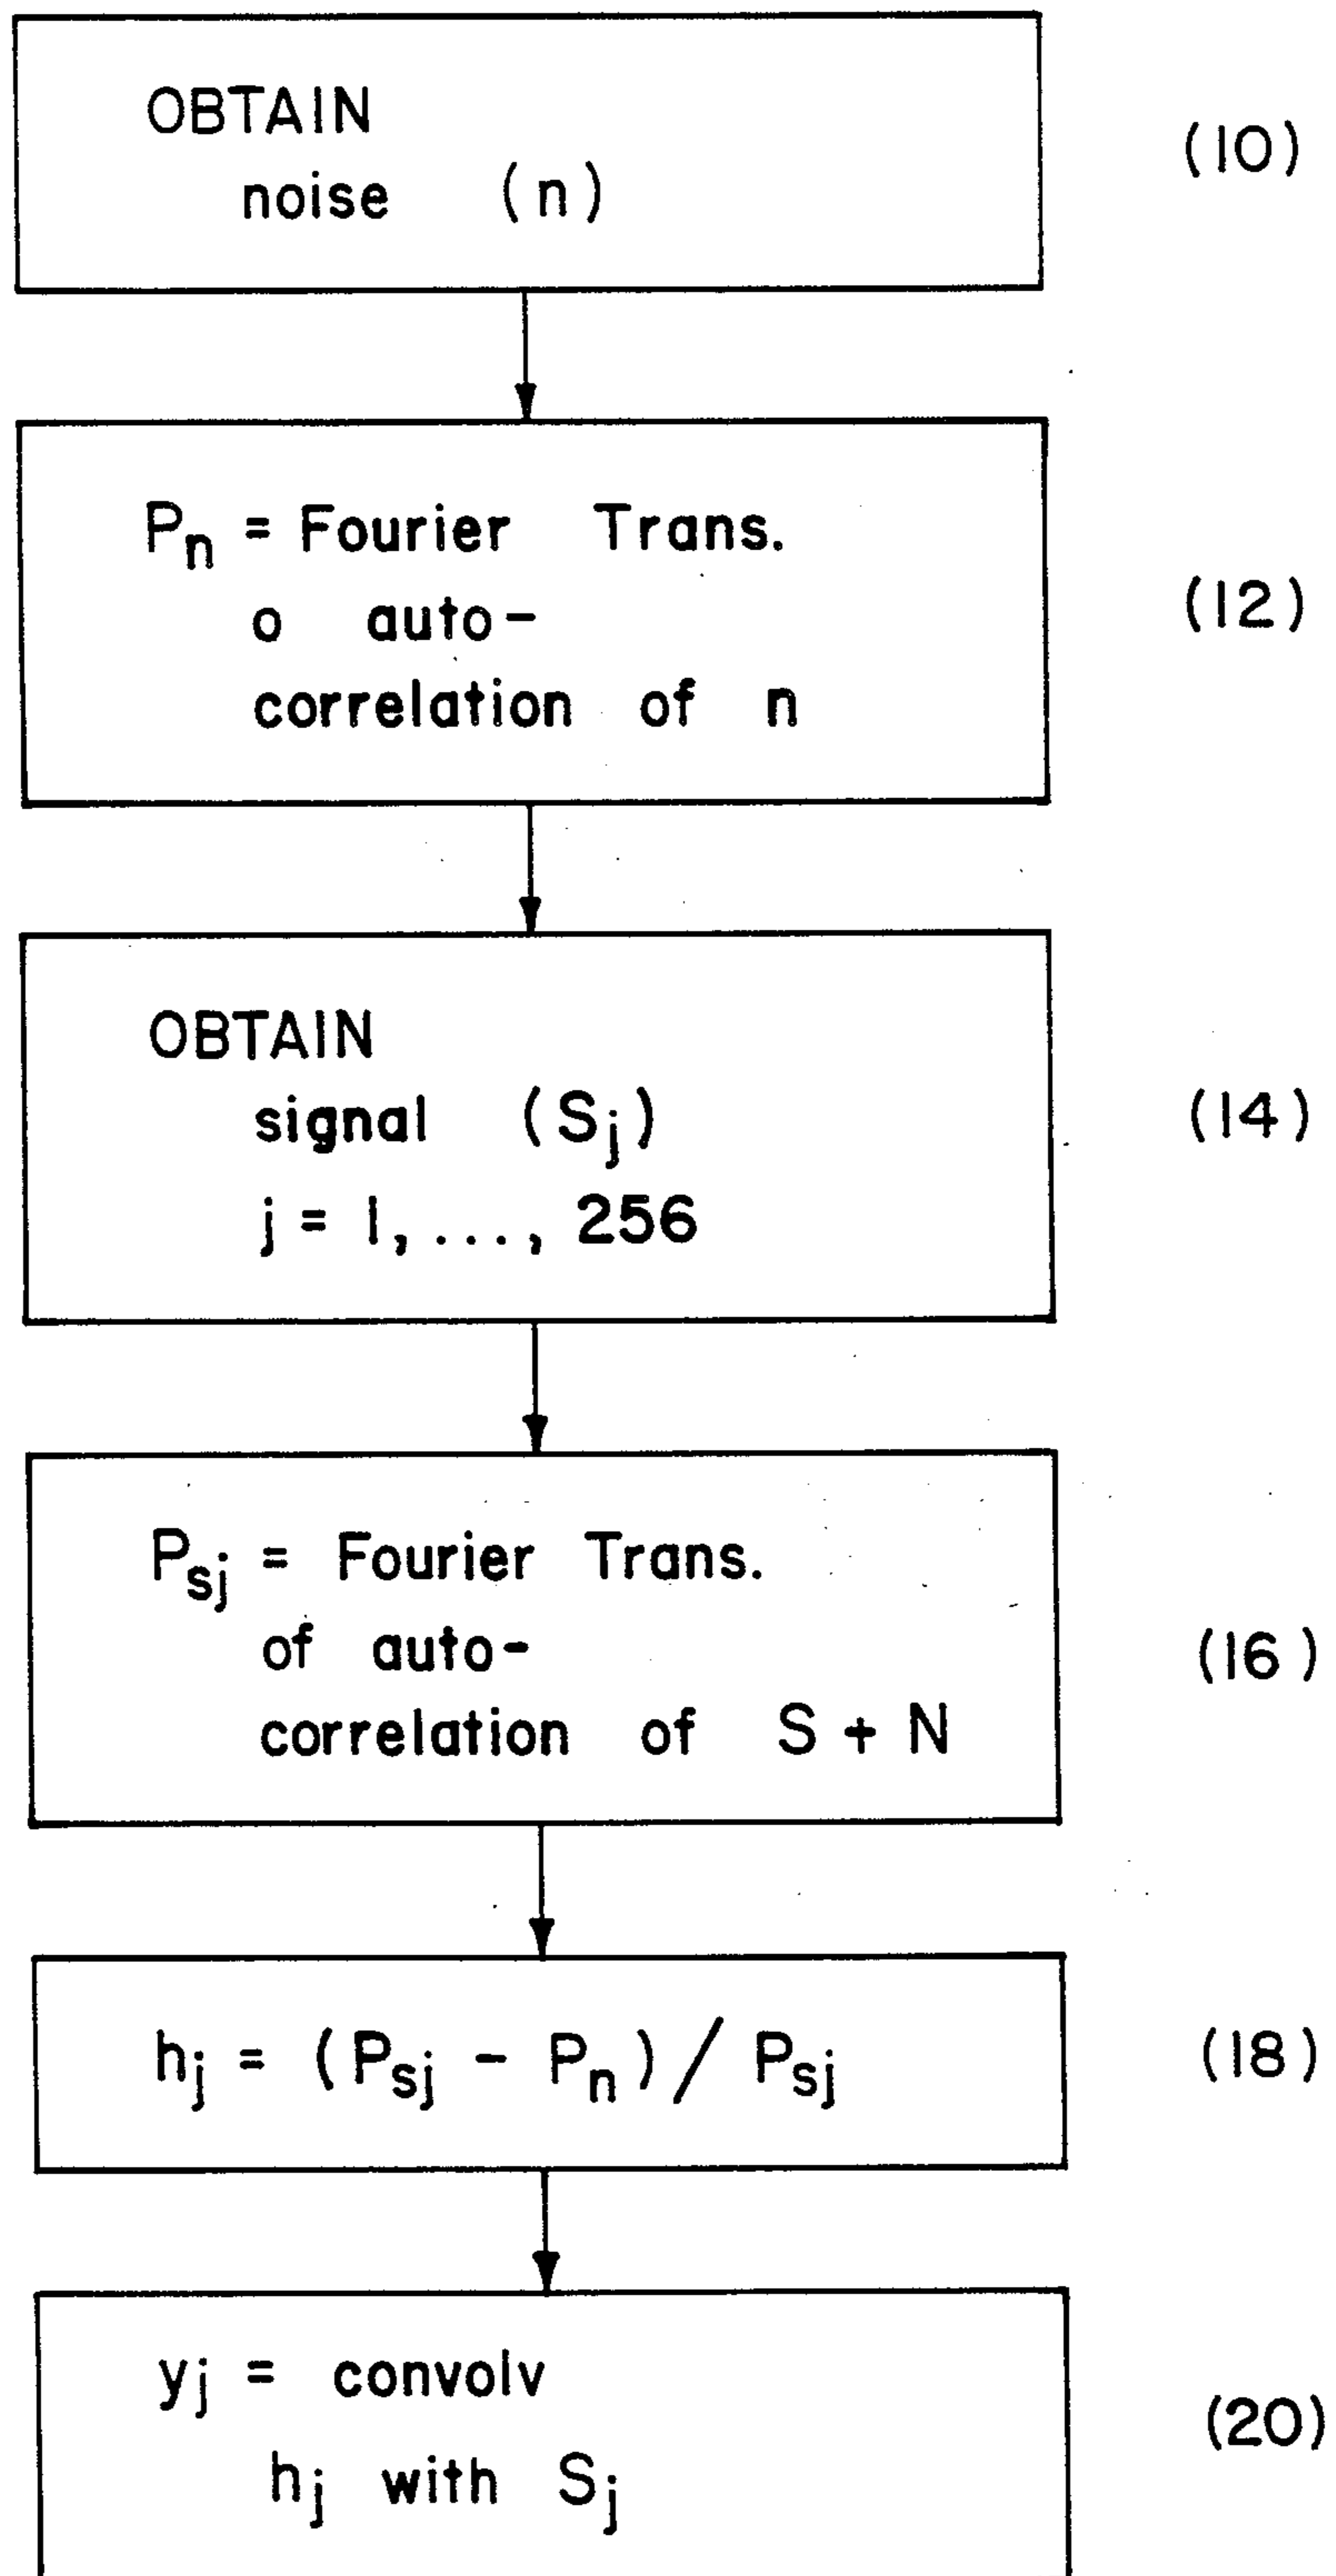 OBTAIN
noise (n)
(10)
Pn = Fourier Trans.
o auto-
correlation of n
(12)
OBTAIN
signal (Sj)
j = 1, ..., 256
(14)
Psj = Fourier Trans.
of auto-
correlation of S + N
(16)
hj = (Psj - Pn) / Psj
(18)
yj = convolv
hj with Sj
(20)